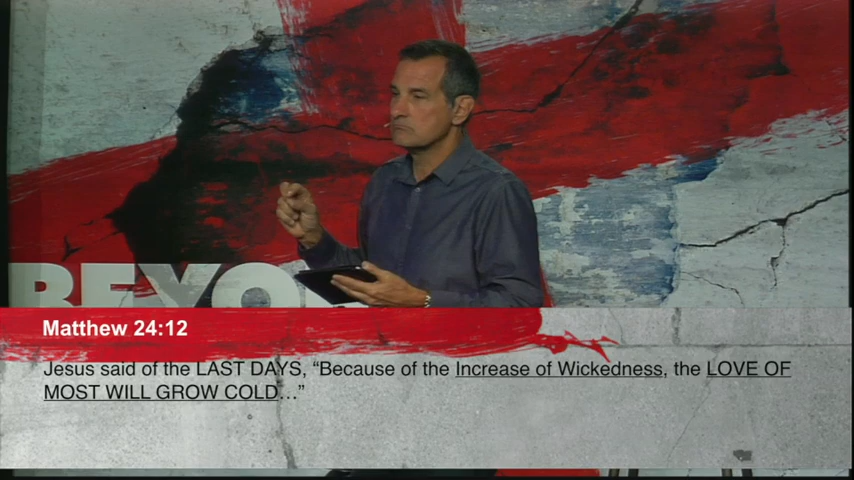 BEYO
Matthew 24:12
Jesus said of the LAST DAYS, “Because of the Increase of Wickedness, the LOVE OF
MOST WILL GROW COLD…”